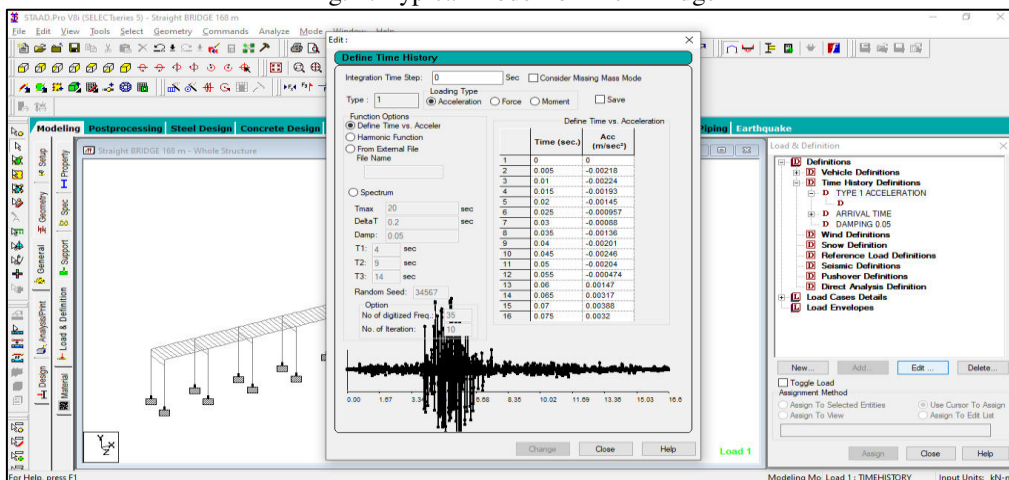 STAAD.Pro V8i (SELECTseries 5) - Straight BRIDGE 168 m
File Edit View Tools Select Geometry Commands Analyze Mode Window Help
Edit :
Define Time History
Integration Time Step: 0 Sec Consider Missing Mass Mode
Loading Type
Type : 1 Acceleration Force Moment Save
Function Options
Define Time vs. Acceler
Harmonic Function
From External File
File Name
Spectrum
Tmax 20 sec
DeltaT 0.2 sec
Damp: 0.05
T1: 4 sec
T2: 9 sec
T3: 14 sec
Random Seed: 34567
Option
No of digitized Freq.: 35
No. of Iteration: 10
Define Time vs. Acceleration
Time (sec.) Acc (m/sec²)
1 0 0
2 0.005 -0.00218
3 0.01 -0.00224
4 0.015 -0.00193
5 0.02 -0.00145
6 0.025 -0.000957
7 0.03 -0.00088
8 0.035 -0.00136
9 0.04 -0.00201
10 0.045 -0.00246
11 0.05 -0.00204
12 0.055 -0.000474
13 0.06 0.00147
14 0.065 0.00317
15 0.07 0.00388
16 0.075 0.0032
0.00 1.67 3.34 6.68 8.35 10.02 11.69 13.36 15.03 16.6
Change Close Help
Modeling Postprocessing Steel Design Concrete Design Piping Earthquake
Straight BRIDGE 168 m - Whole Structure
Setup
Property
Geometry
Spec
General
Support
Analysis/Print
Load & Definition
Design
Material
Y
X
Z
Load 1
Load & Definition
Definitions
Vehicle Definitions
Time History Definitions
TYPE 1 ACCELERATION
D
ARRIVAL TIME
DAMPING 0.05
Wind Definitions
Snow Definition
Reference Load Definitions
Seismic Definitions
Pushover Definitions
Direct Analysis Definition
Load Cases Details
Load Envelopes
New... Add... Edit ... Delete...
Toggle Load
Assignment Method
Assign To Selected Entities Use Cursor To Assign
Assign To View Assign To Edit List
Assign Close Help
For Help, press F1
Modeling Mo Load 1 : TIMEHISTORY Input Units: kN-m